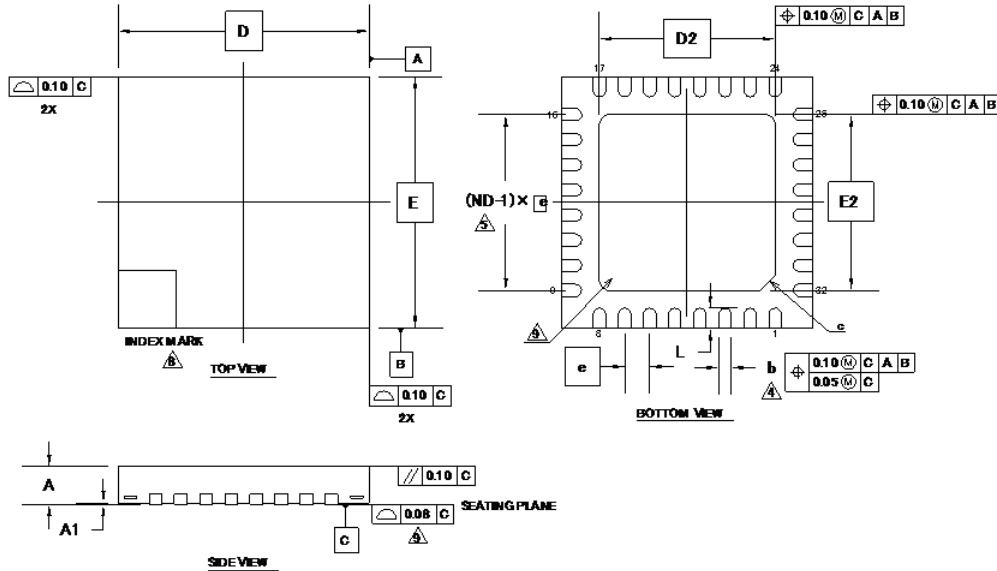 D
A
0.10 C
2X
E
INDEX MARK
8
TOP VIEW
B
0.10 C
2X
0.10 M C A B
D2
17
24
0.10 M C A B
16
25
(ND-1)× e
5
E2
9
32
9
8
1
c
L
e
b
4
0.10 M C A B
0.05 M C
BOTTOM VIEW
A
// 0.10 C
A1
SEATING PLANE
0.08 C
9
C
SIDE VIEW